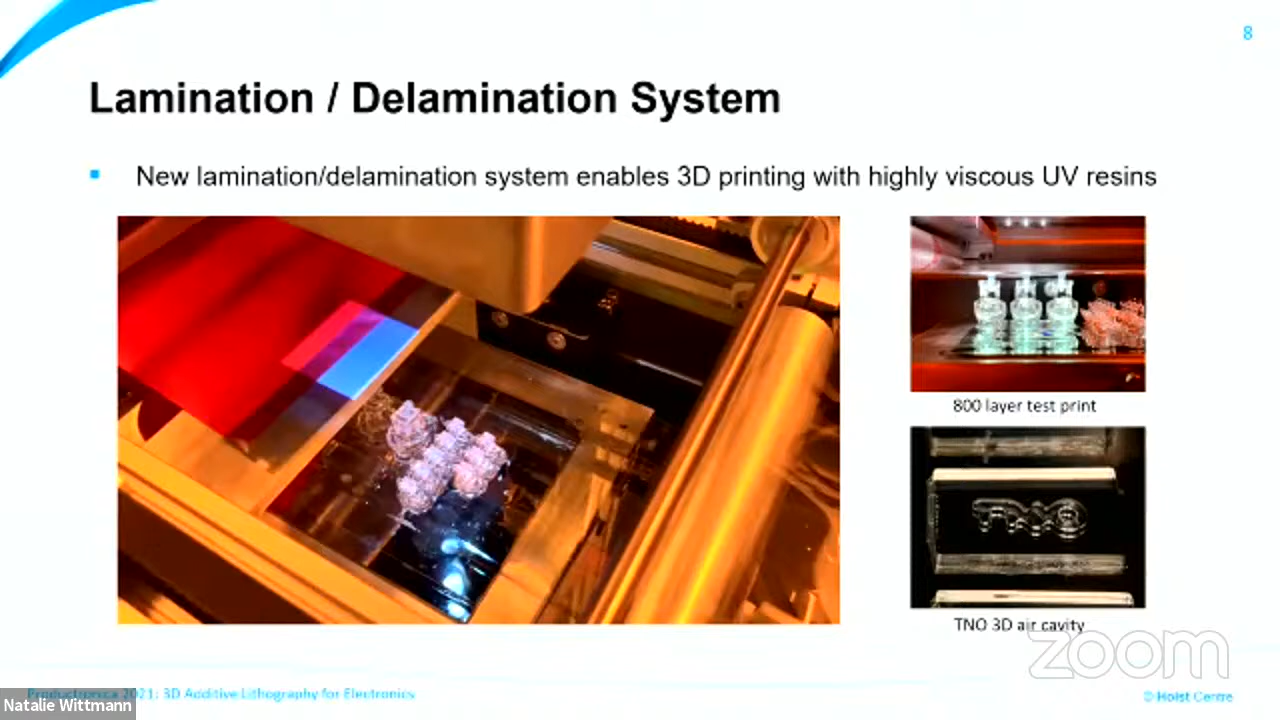 8
Lamination / Delamination System
New lamination/delamination system enables 3D printing with highly viscous UV resins
800 layer test print
TNO
TNO 3D air cavity
zoom
Productronica 2021: 3D Additive Lithography for Electronics
© Holst Centre
Natalie Wittmann